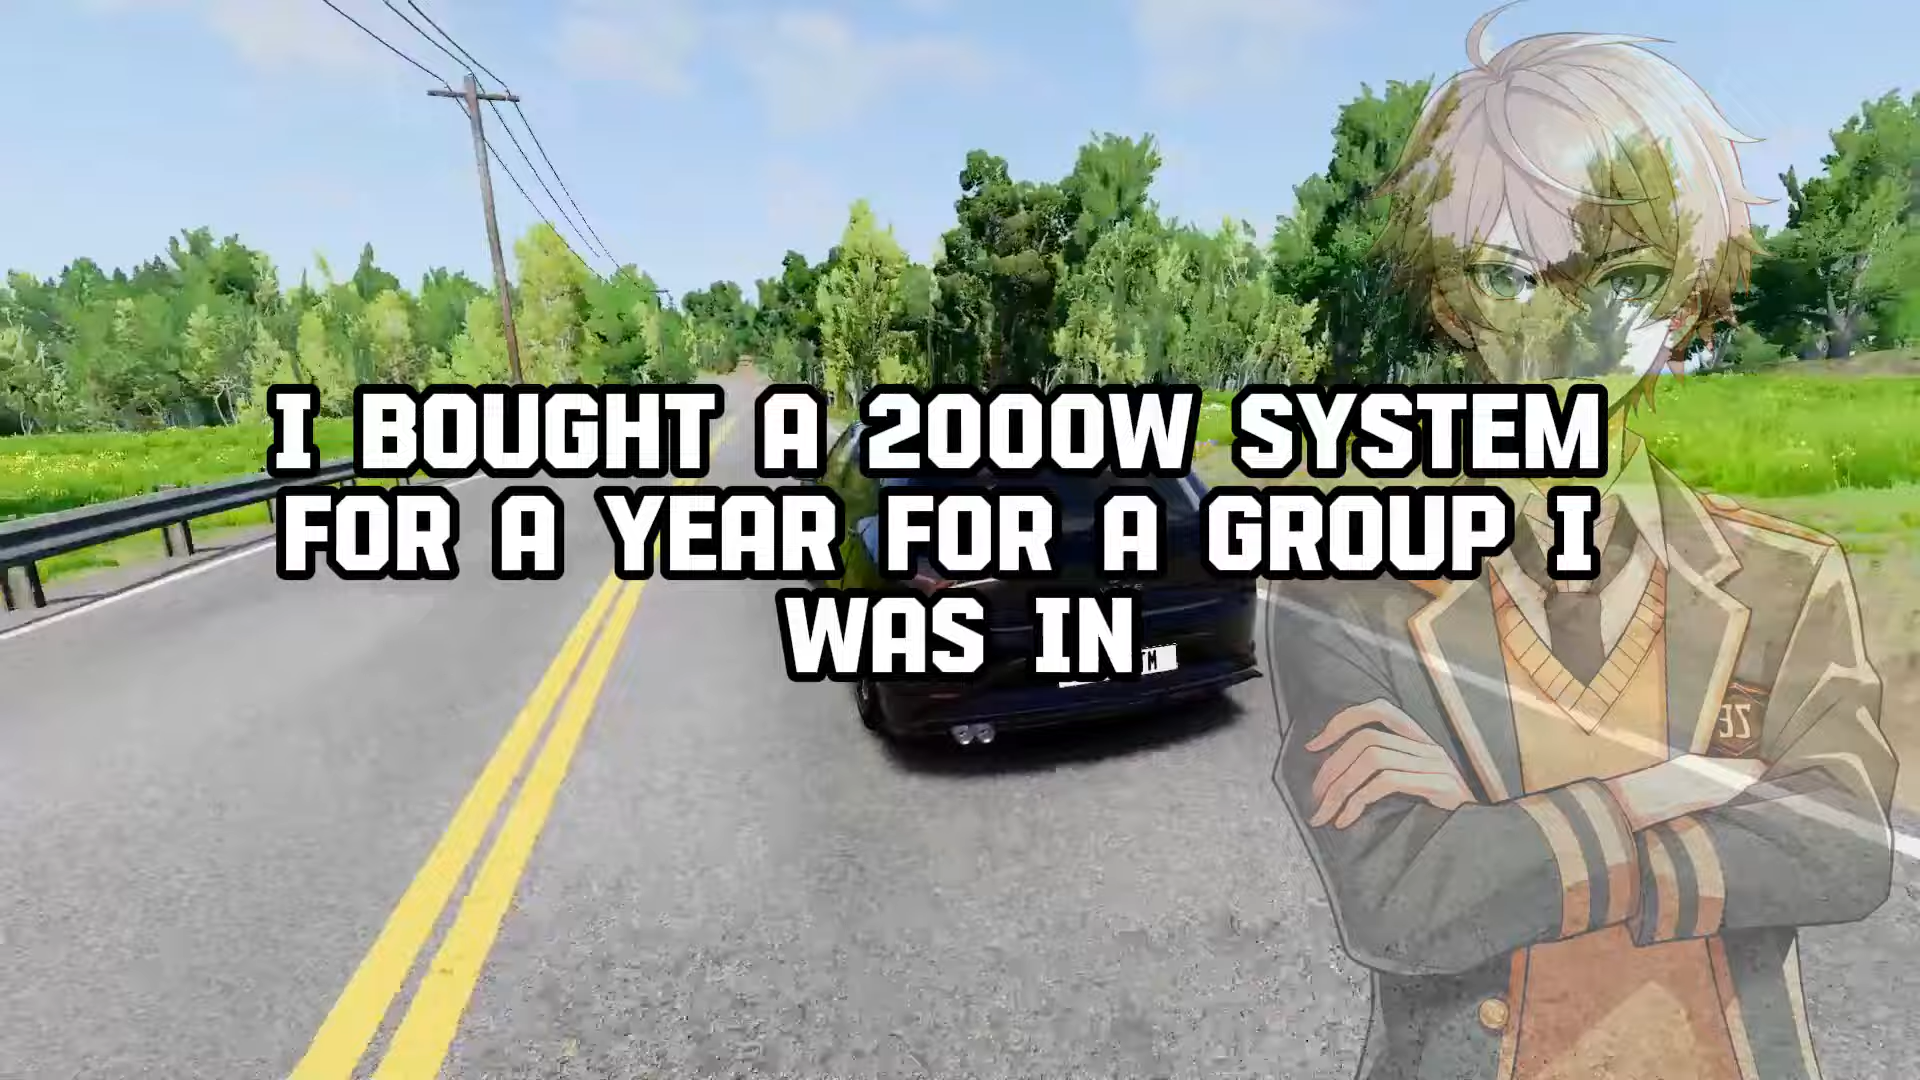 I BOUGHT A 2000W SYSTEM
FOR A YEAR FOR A GROUP I
WAS IN